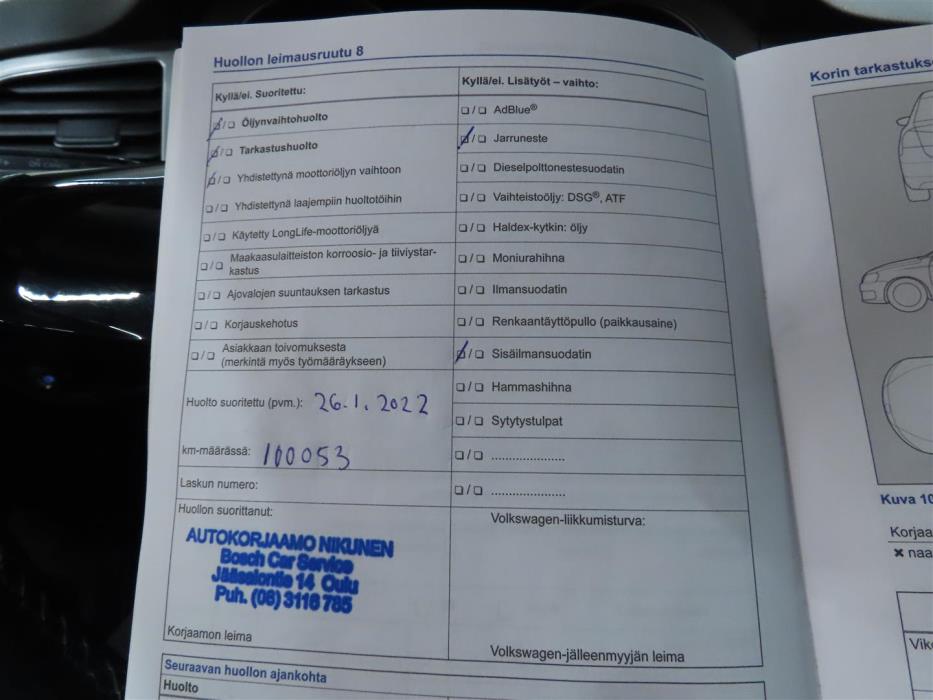 Huollon leimausruutu 8
Kyllä/ei. Suoritettu:
☑/❑ Öljynvaihtohuolto
☑/❑ Tarkastushuolto
☑/❑ Yhdistettynä moottoriöljyn vaihtoon
❑/❑ Yhdistettynä laajempiin huoltotöihin
❑/❑ Käytetty LongLife-moottoriöljyä
❑/❑ Maakaasulaitteiston korroosio- ja tiiviystar-
kastus
❑/❑ Ajovalojen suuntauksen tarkastus
❑/❑ Korjauskehotus
❑/❑ Asiakkaan toivomuksesta
(merkintä myös työmääräykseen)
Huolto suoritettu (pvm.): 26.1.2022
km-määrässä: 100053
Laskun numero:
Huollon suorittanut:
AUTOKORJAAMO NIKUNEN
Bosch Car Service
Jääsalontie 14 Oulu
Puh. (08) 3116 785
Korjaamon leima
Kyllä/ei. Lisätyöt – vaihto:
❑/❑ AdBlue®
☑/❑ Jarruneste
❑/❑ Dieselpolttonestesuodatin
❑/❑ Vaihteistoöljy: DSG®, ATF
❑/❑ Haldex-kytkin: öljy
❑/❑ Moniurahihna
❑/❑ Ilmansuodatin
❑/❑ Renkaantäyttöpullo (paikkausaine)
☑/❑ Sisäilmansuodatin
❑/❑ Hammashihna
❑/❑ Sytytystulpat
❑/❑ .....................
❑/❑ .....................
Volkswagen-liikkumisturva:
Volkswagen-jälleenmyyjän leima
Seuraavan huollon ajankohta
Huolto
Korin tarkastuks
Kuva 10
Korjaa
✖ naa
Vik